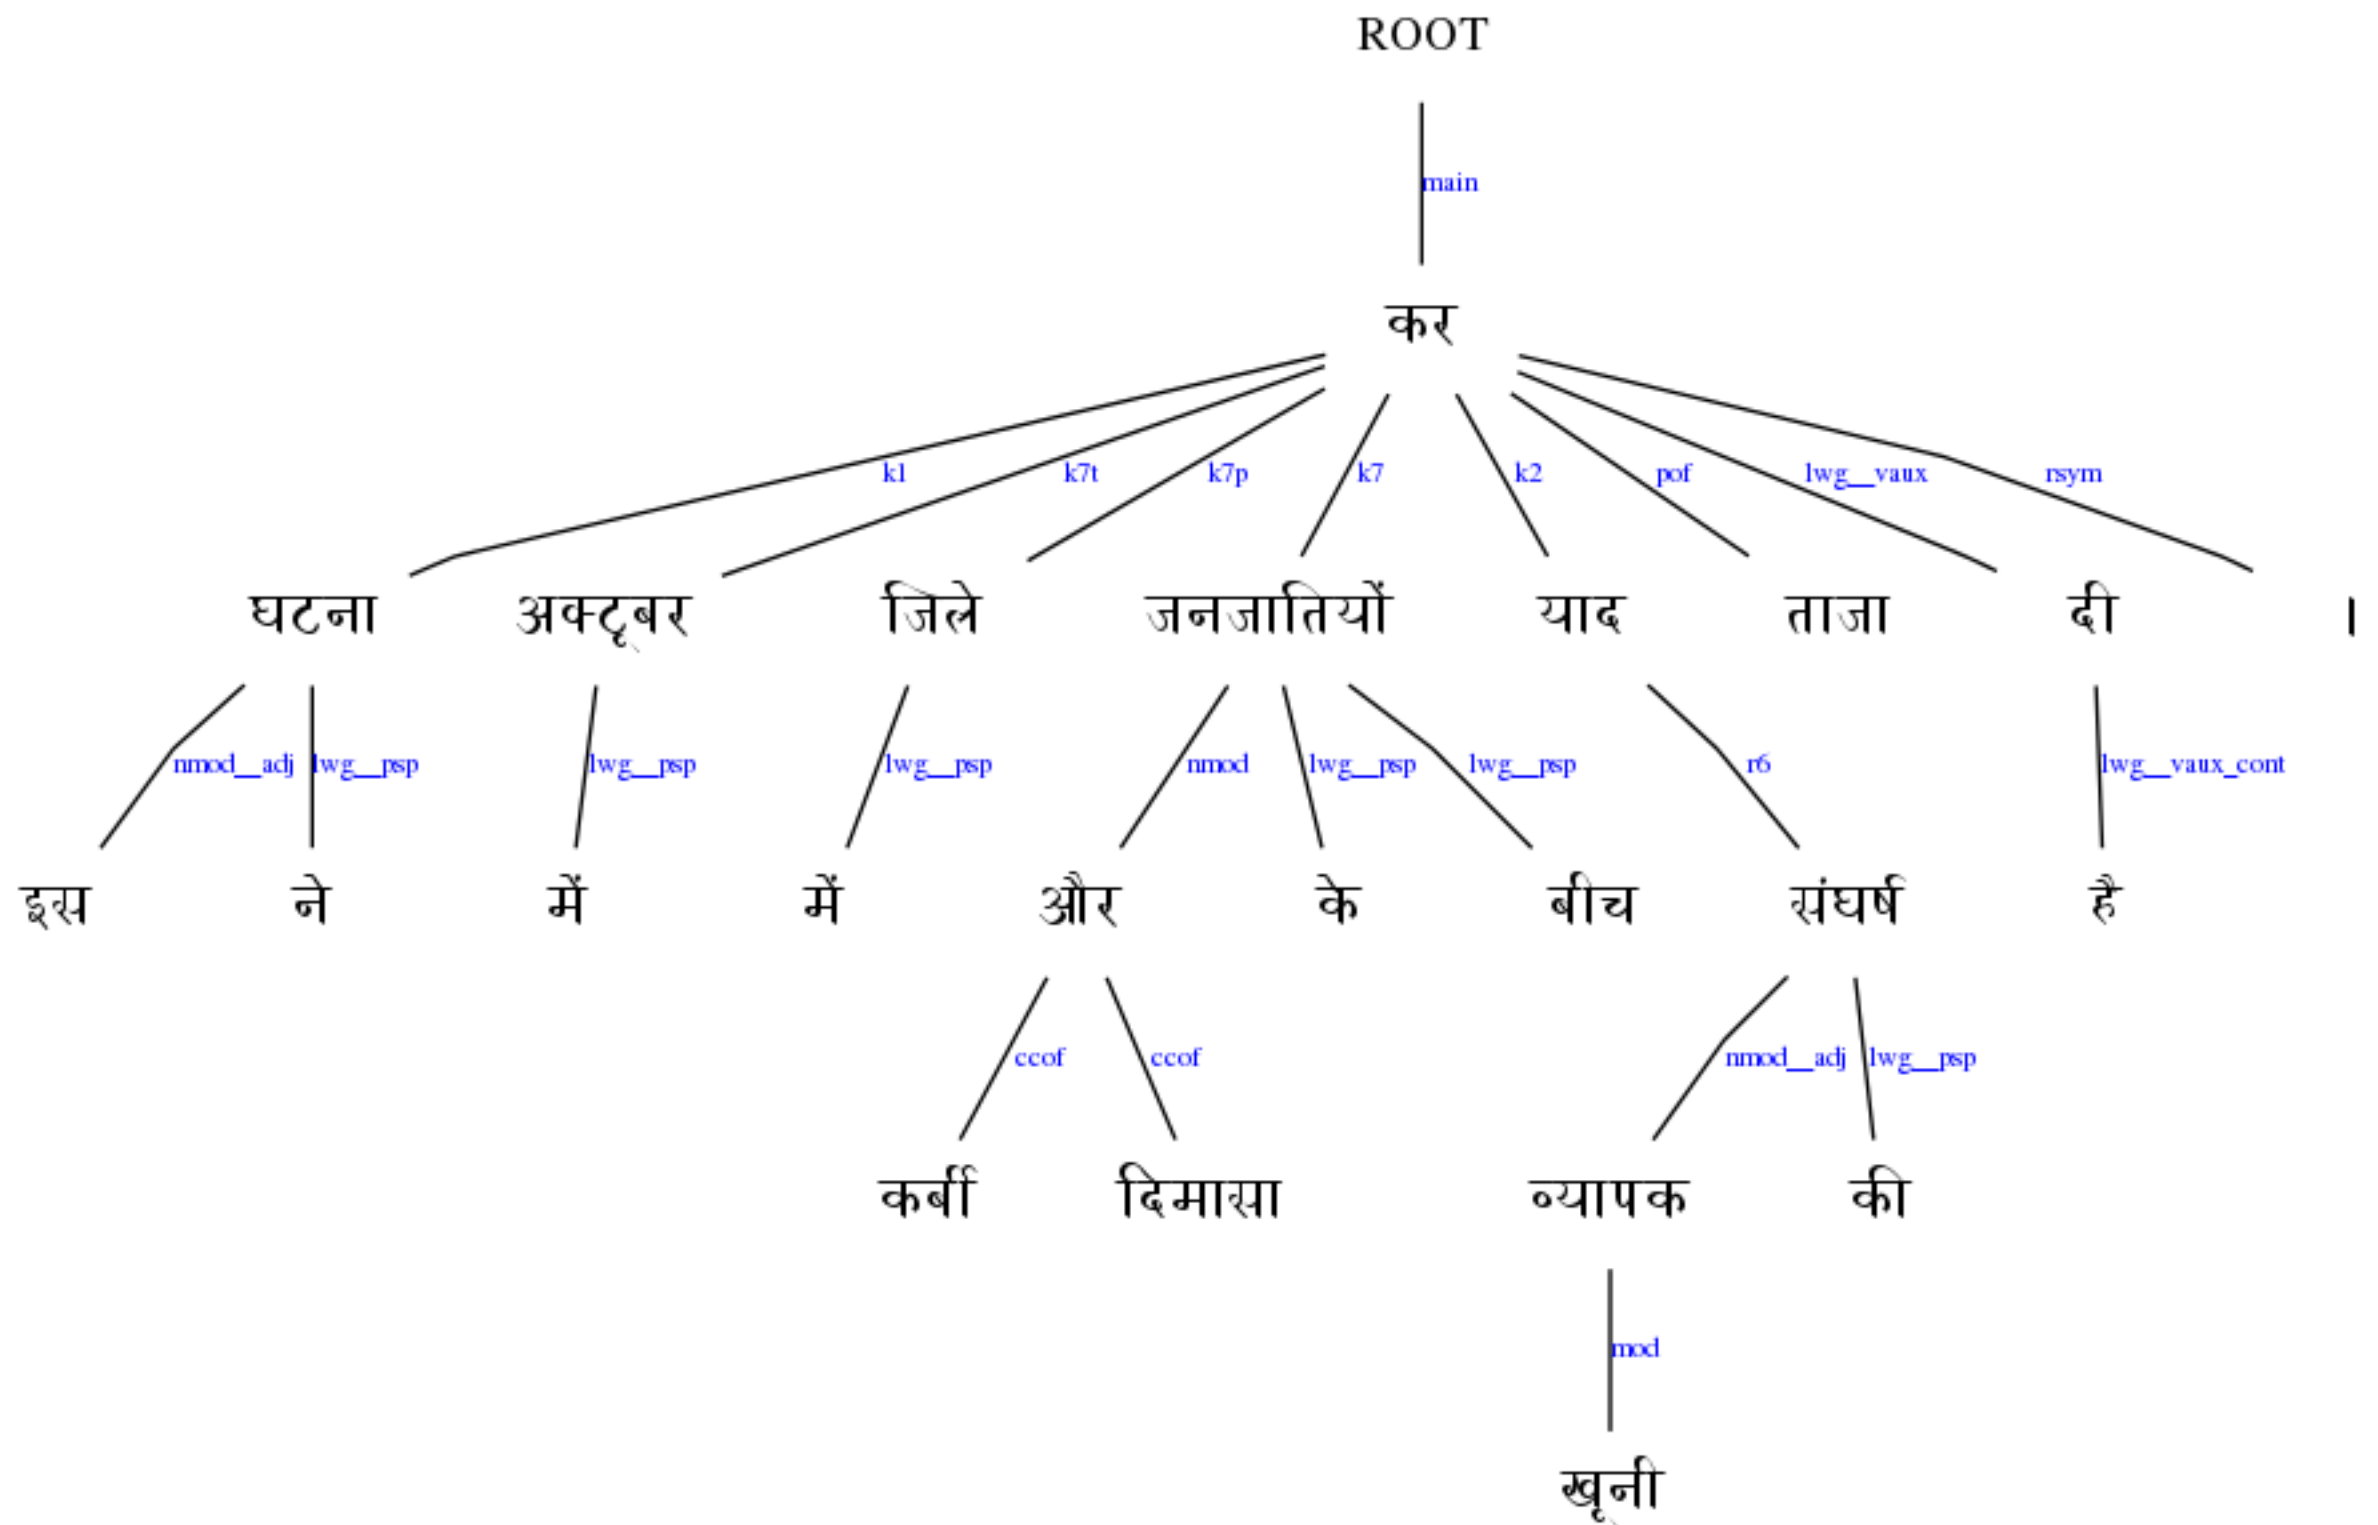 ROOT
main
कर
k1 k7t k7p k7 k2 pof lwg__vaux rsym
घटना अक्टूबर जिले जनजातियों याद ताजा दी ।
nmod__adj lwg__psp lwg__psp lwg__psp nmod lwg__psp lwg__psp r6 lwg__vaux_cont
इस ने में में और के बीच संघर्ष है
ccof ccof nmod__adj lwg__psp
कर्बी दिमासा व्यापक की
mod
खूनी